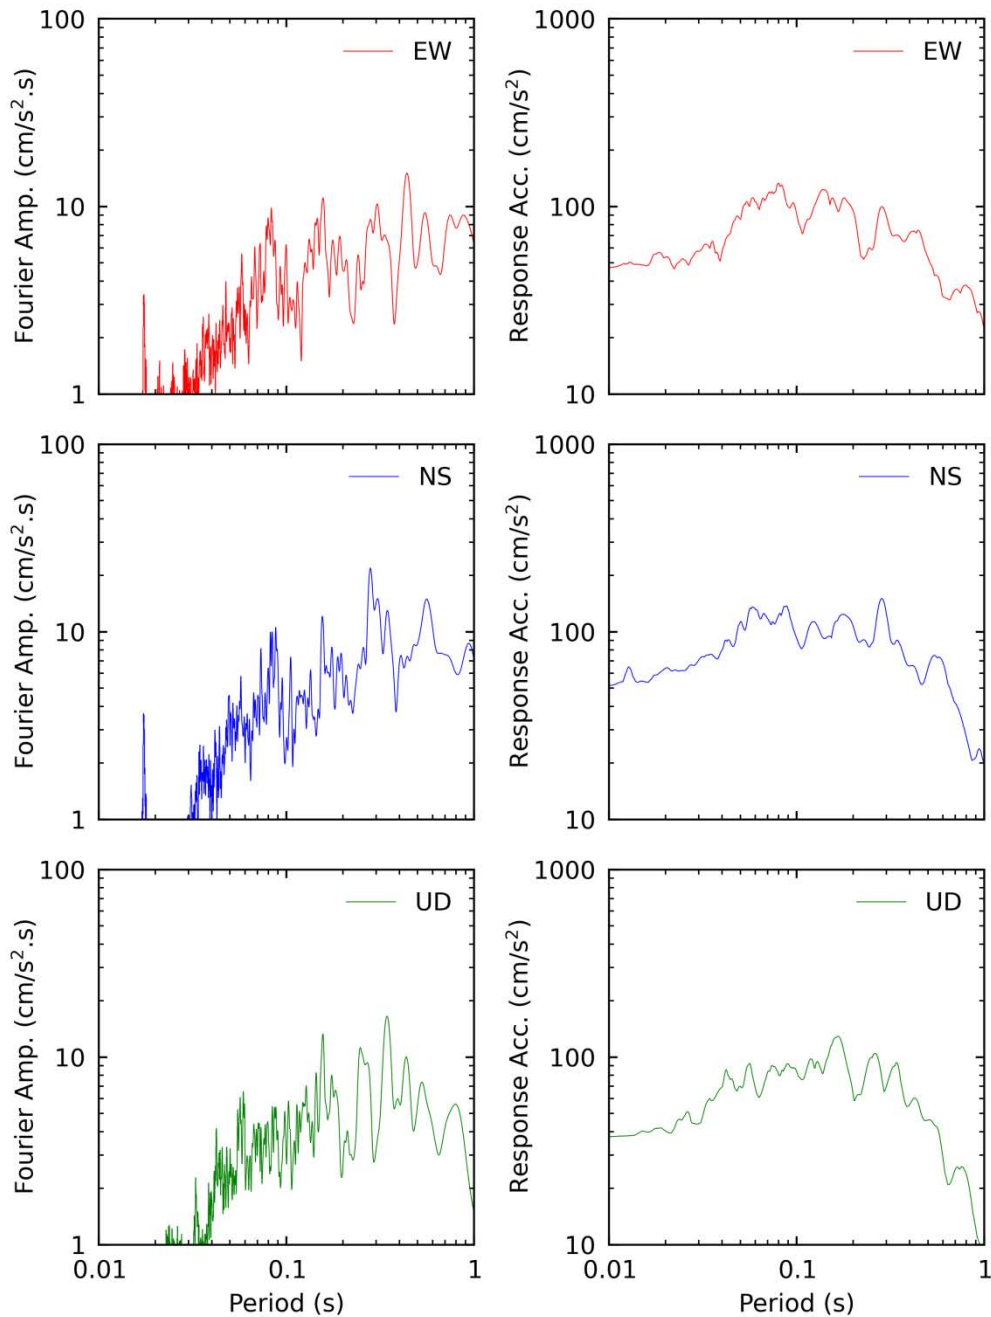 100
10
1
Fourier Amp. (cm/s².s)
EW
1000
100
10
Response Acc. (cm/s²)
EW
100
10
1
Fourier Amp. (cm/s².s)
NS
1000
100
10
Response Acc. (cm/s²)
NS
100
10
1
Fourier Amp. (cm/s².s)
UD
0.01 0.1 1
Period (s)
1000
100
10
Response Acc. (cm/s²)
UD
0.01 0.1 1
Period (s)